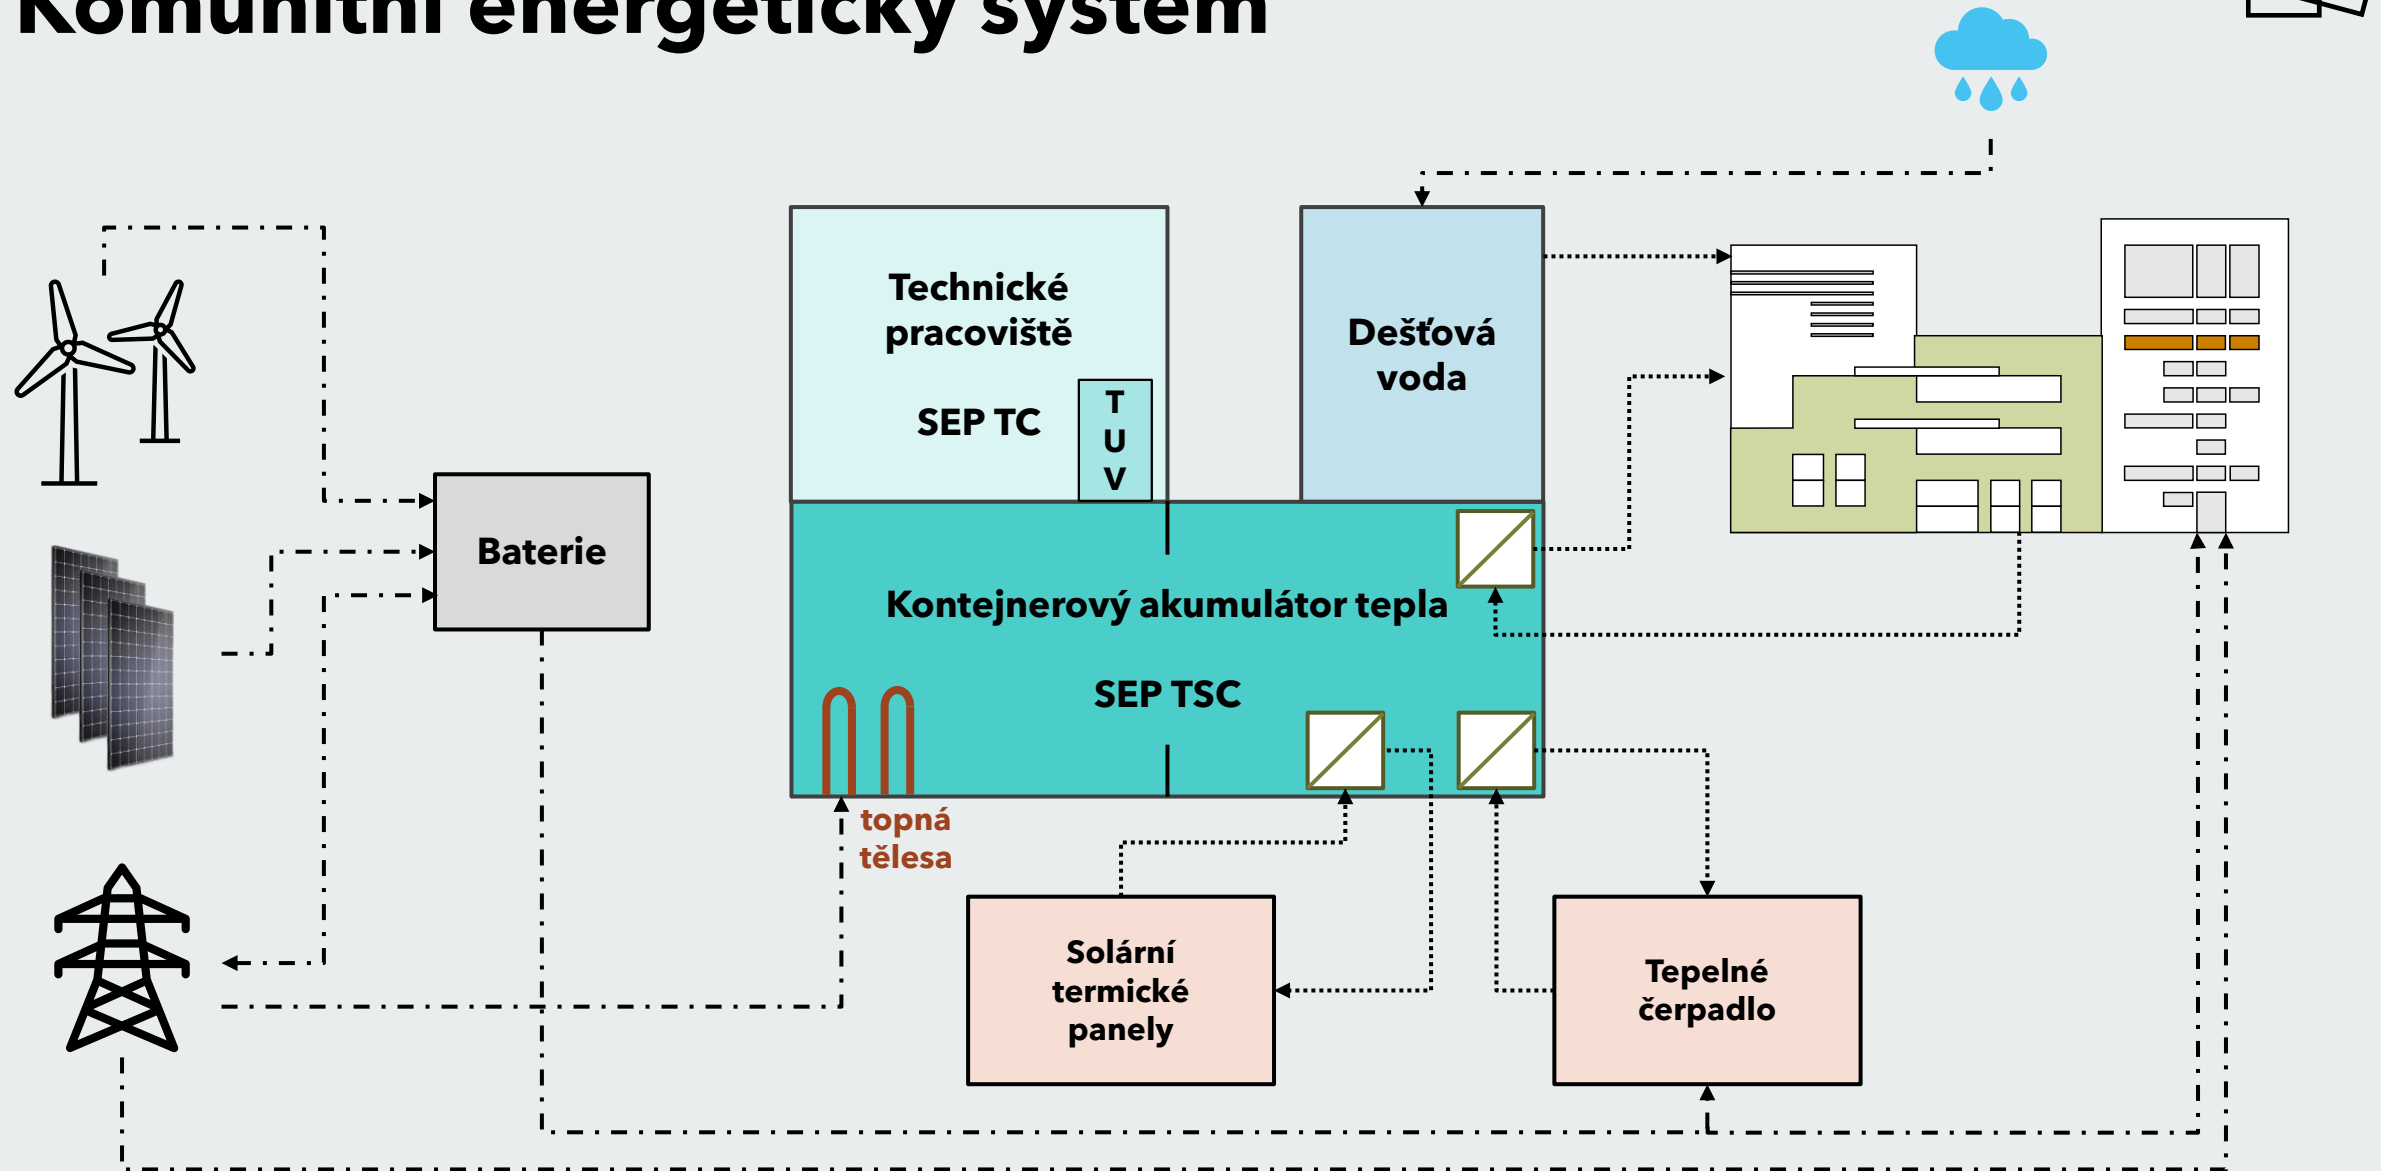 Komunitní energetický systém
Technické
pracoviště
SEP TC
T
U
V
Dešťová
voda
Baterie
Kontejnerový akumulátor tepla
SEP TSC
topná
tělesa
Solární
termické
panely
Tepelné
čerpadlo